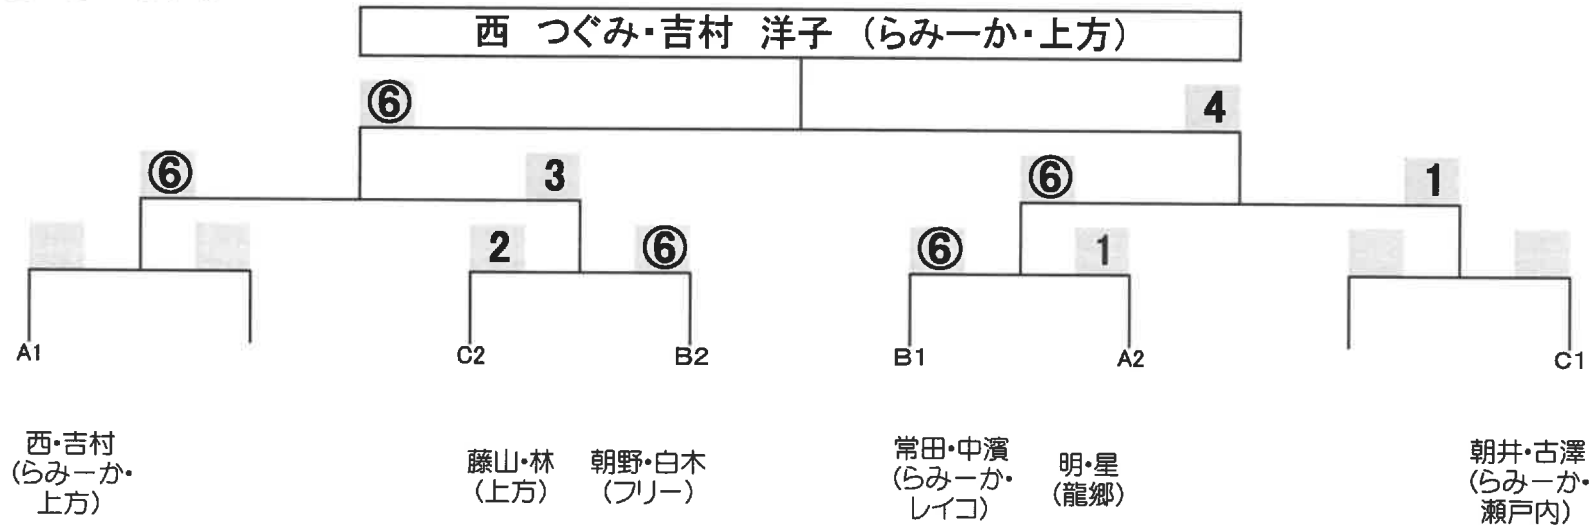 西 つぐみ・吉村 洋子 (らみーか・上方)
⑥ 4
⑥ 3 ⑥ 1
2 ⑥ ⑥ 1
A1 C2 B2 B1 A2 C1
西・吉村
(らみーか・
上方)
藤山・林
(上方)
朝野・白木
(フリー)
常田・中濱
(らみーか・
レイコ)
明・星
(龍郷)
朝井・古澤
(らみーか・
瀬戸内)